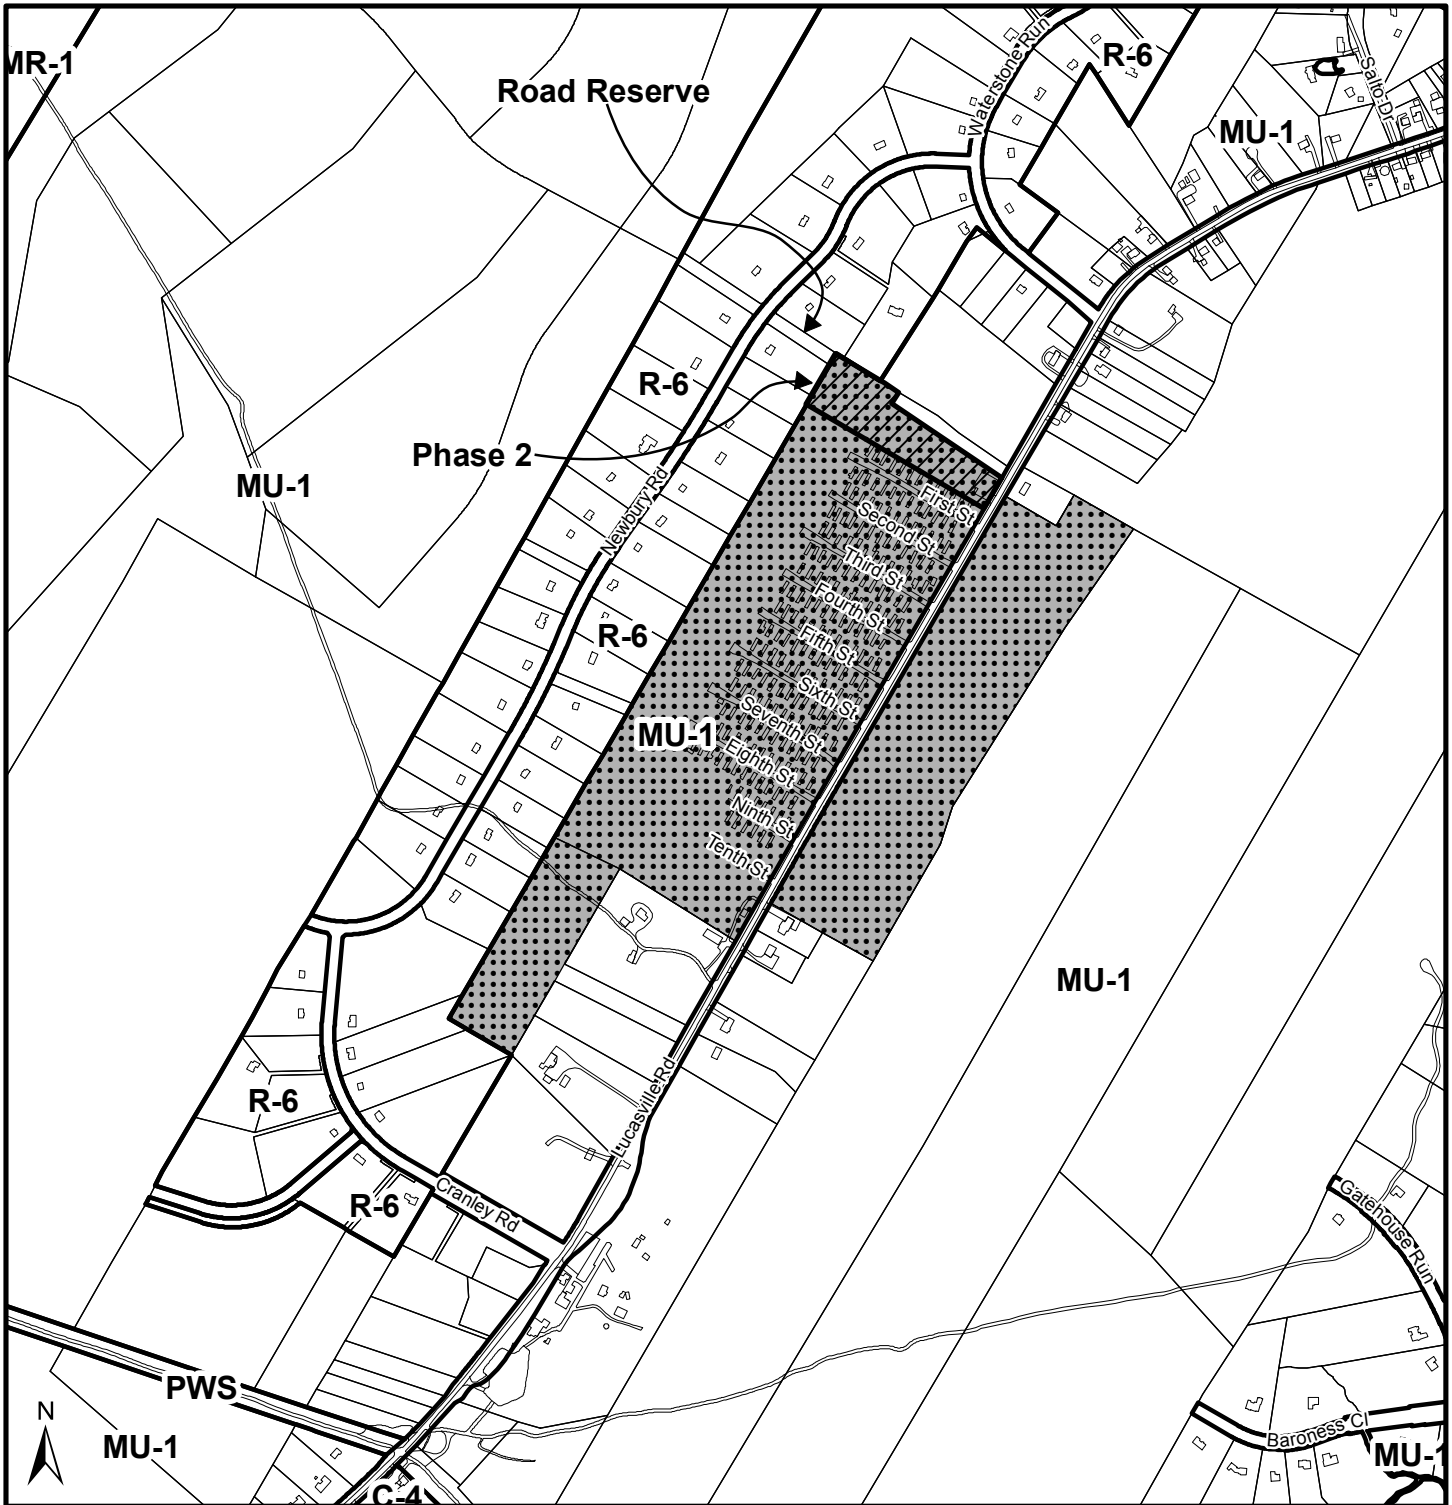 MR-1
Road Reserve
Waterstone Run
R-6
Salio Dr
MU-1
R-6
Phase 2
MU-1
Newbury Rd
First St
Second St
Third St
Fourth St
Fifth St
R-6
Sixth St
Seventh St
MU-1
Eighth St
Ninth St
Tenth St
MU-1
Lucasville Rd
R-6
R-6
Cranley Rd
Gatehouse Run
PWS
N
MU-1
Baroness Cl
MU-1
C-4